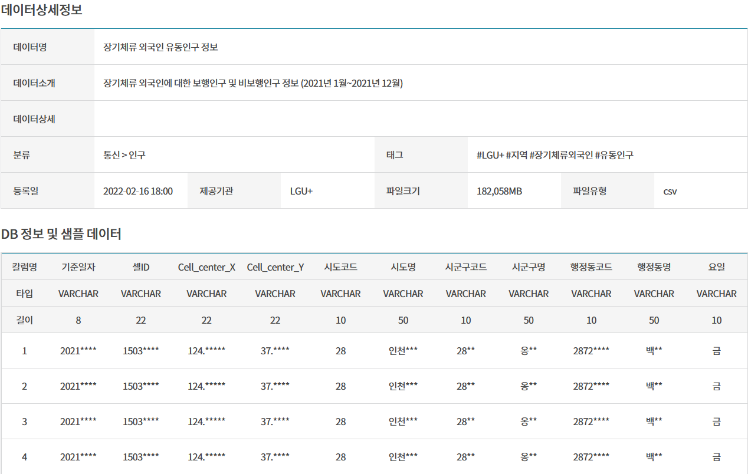 데이터상세정보
데이터명 장기체류 외국인 유동인구 정보
데이터소개 장기체류 외국인에 대한 보행인구 및 비보행인구 정보 (2021년 1월~2021년 12월)
데이터상세
분류 통신 > 인구 태그 #LGU+ #지역 #장기체류외국인 #유동인구
등록일 2022-02-16 18:00 제공기관 LGU+ 파일크기 182,058MB 파일유형 csv
DB 정보 및 샘플 데이터
칼럼명 기준일자 셀ID Cell_center_X Cell_center_Y 시도코드 시도명 시군구코드 시군구명 행정동코드 행정동명 요일
타입 VARCHAR VARCHAR VARCHAR VARCHAR VARCHAR VARCHAR VARCHAR VARCHAR VARCHAR VARCHAR VARCHAR
길이 8 22 22 22 10 50 10 50 10 50 10
1 2021**** 1503**** 124.***** 37.**** 28 인천*** 28** 옹** 2872**** 백** 금
2 2021**** 1503**** 124.***** 37.**** 28 인천*** 28** 옹** 2872**** 백** 금
3 2021**** 1503**** 124.***** 37.**** 28 인천*** 28** 옹** 2872**** 백** 금
4 2021**** 1503**** 124.***** 37.**** 28 인천*** 28** 옹** 2872**** 백** 금